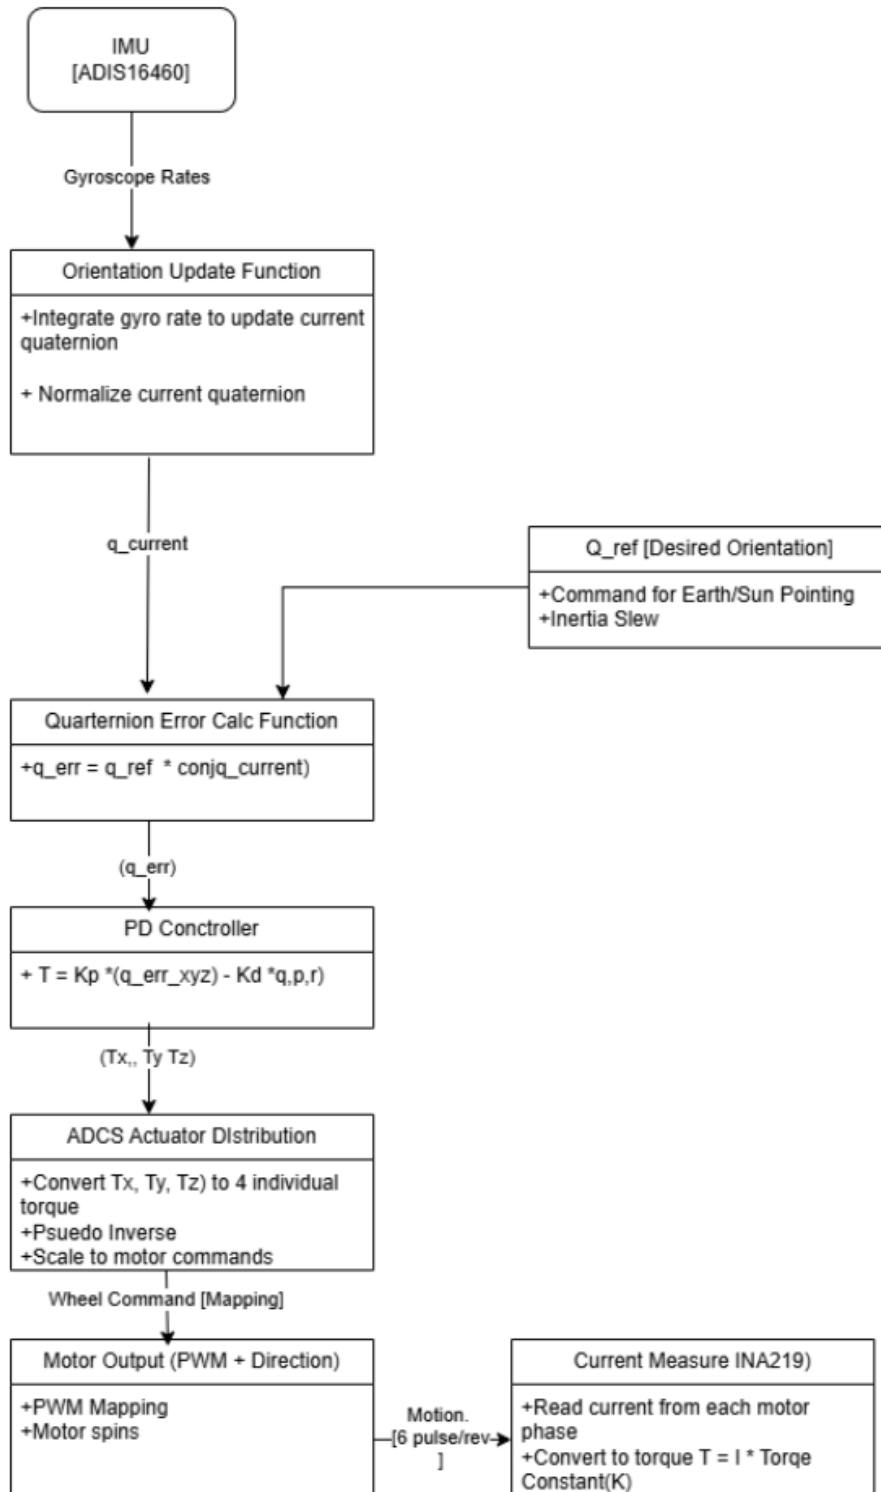 IMU
[ADIS16460]
Gyroscope Rates
Orientation Update Function
+Integrate gyro rate to update current
quaternion
+ Normalize current quaternion
q_current
Q_ref [Desired Orientation]
+Command for Earth/Sun Pointing
+Inertia Slew
Quarternion Error Calc Function
+q_err = q_ref * conjq_current)
(q_err)
PD Conctroller
+ T = Kp *(q_err_xyz) - Kd *q,p,r)
(Tx,, Ty Tz)
ADCS Actuator DIstribution
+Convert Tx, Ty, Tz) to 4 individual
torque
+Psuedo Inverse
+Scale to motor commands
Wheel Command [Mapping]
Motor Output (PWM + Direction)
+PWM Mapping
+Motor spins
Motion.
[6 pulse/rev
]
Current Measure INA219)
+Read current from each motor
phase
+Convert to torque T = I * Torqe
Constant(K)